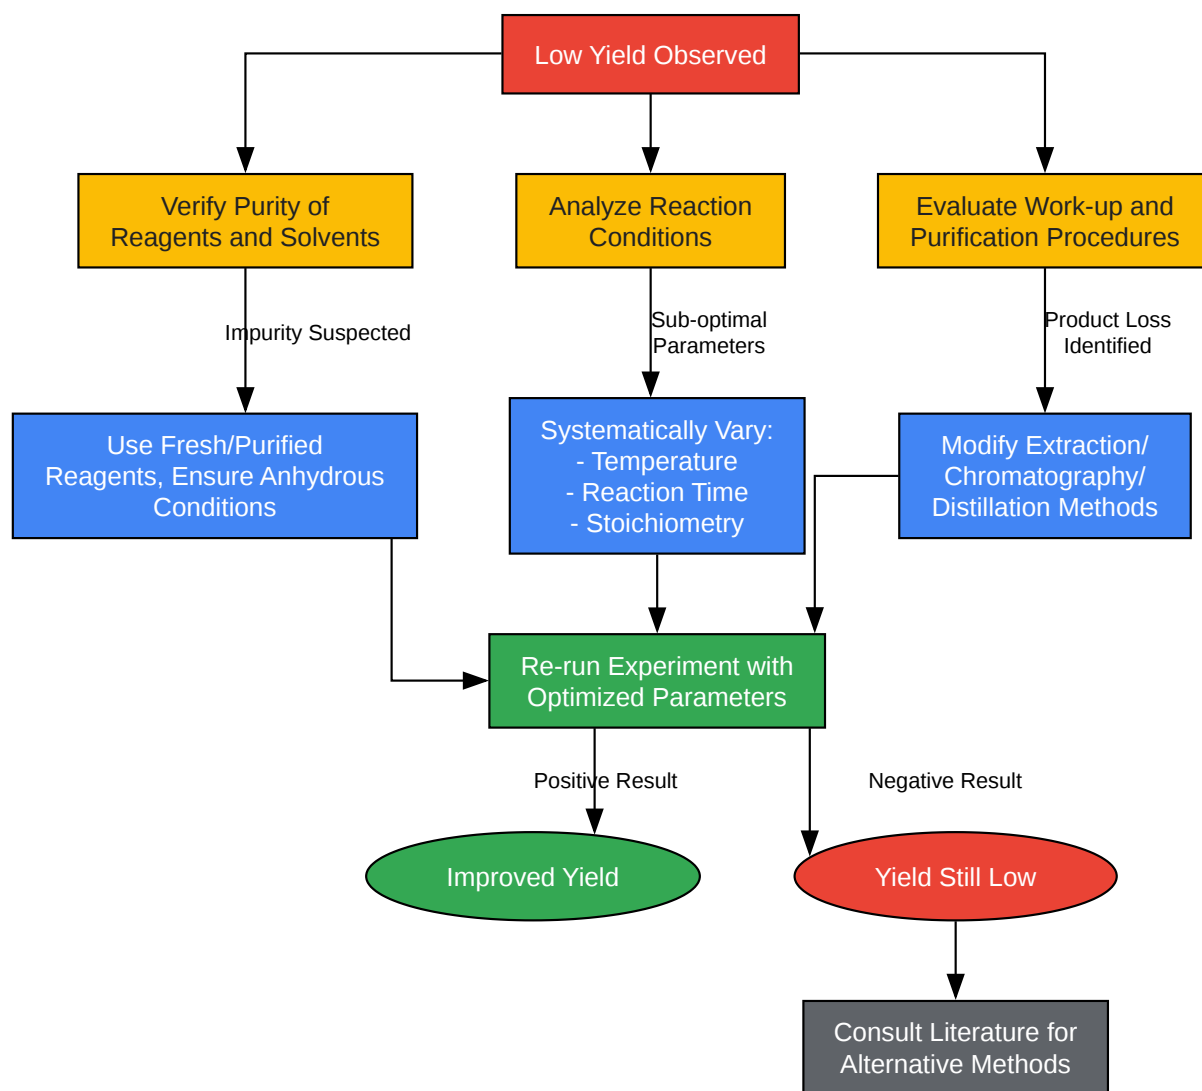 Low Yield Observed
Verify Purity of
Reagents and Solvents
Analyze Reaction
Conditions
Evaluate Work-up and
Purification Procedures
Impurity Suspected
Sub-optimal
Parameters
Product Loss
Identified
Use Fresh/Purified
Reagents, Ensure Anhydrous
Conditions
Systematically Vary:
- Temperature
- Reaction Time
- Stoichiometry
Modify Extraction/
Chromatography/
Distillation Methods
Re-run Experiment with
Optimized Parameters
Positive Result
Negative Result
Improved Yield
Yield Still Low
Consult Literature for
Alternative Methods